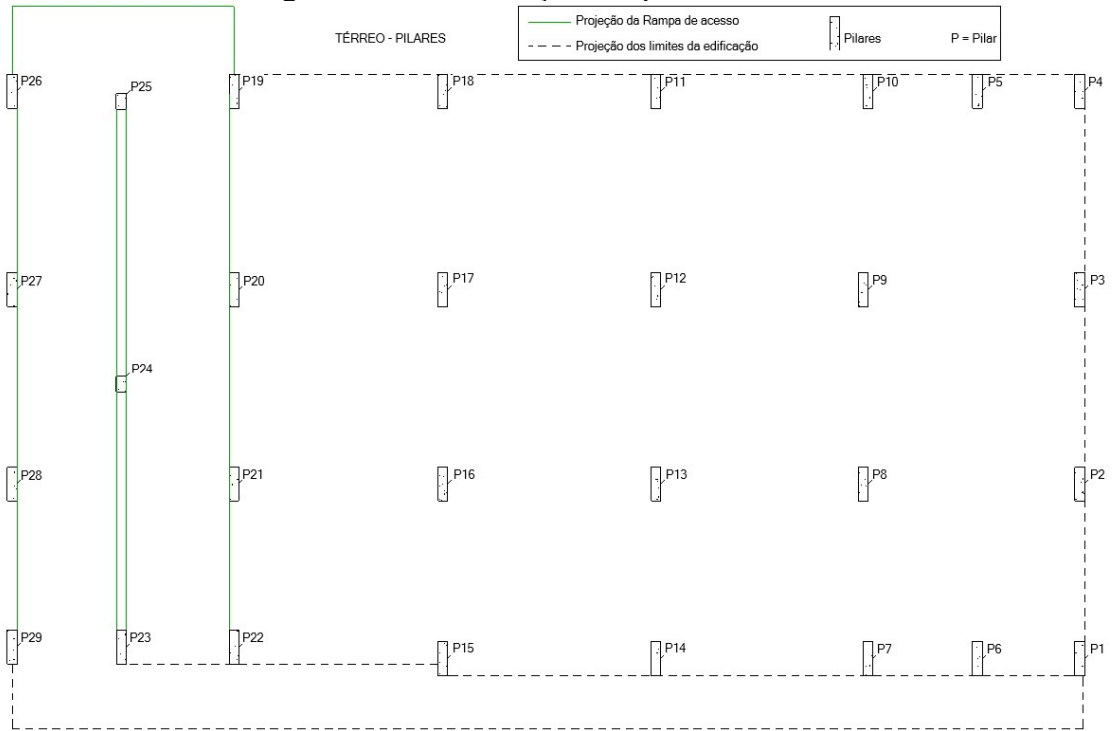 Projeção da Rampa de acesso
TÉRREO - PILARES
Pilares
P = Pilar
Projeção dos limites da edificação
P26
P25
P19
P18
P11
P10
P5
P4
P27
P20
P17
P12
P9
P3
P24
P28
P21
P16
P13
P8
P2
P29
P23
P22
P15
P14
P7
P6
P1